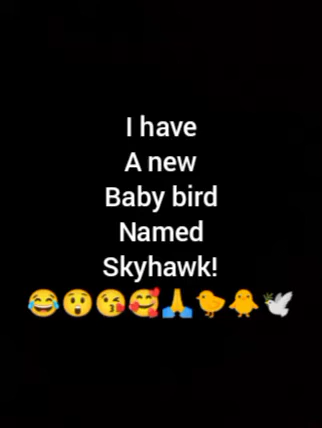 I have
A new
Baby bird
Named
Skyhawk!
😂😲😘🥰🙏🐤🐥🕊️